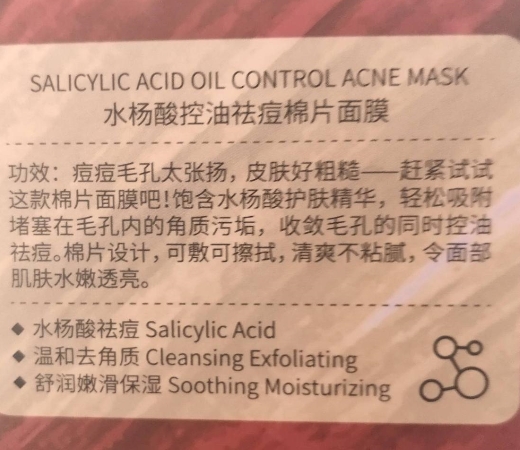 SALICYLIC ACID OIL CONTROL ACNE MASK
水杨酸控油祛痘棉片面膜
功效：痘痘毛孔太张扬，皮肤好粗糙——赶紧试试
这款棉片面膜吧!饱含水杨酸护肤精华，轻松吸附
堵塞在毛孔内的角质污垢，收敛毛孔的同时控油
祛痘。棉片设计，可敷可擦拭，清爽不粘腻，令面部
肌肤水嫩透亮。
◆ 水杨酸祛痘 Salicylic Acid
◆ 温和去角质 Cleansing Exfoliating
◆ 舒润嫩滑保湿 Soothing Moisturizing